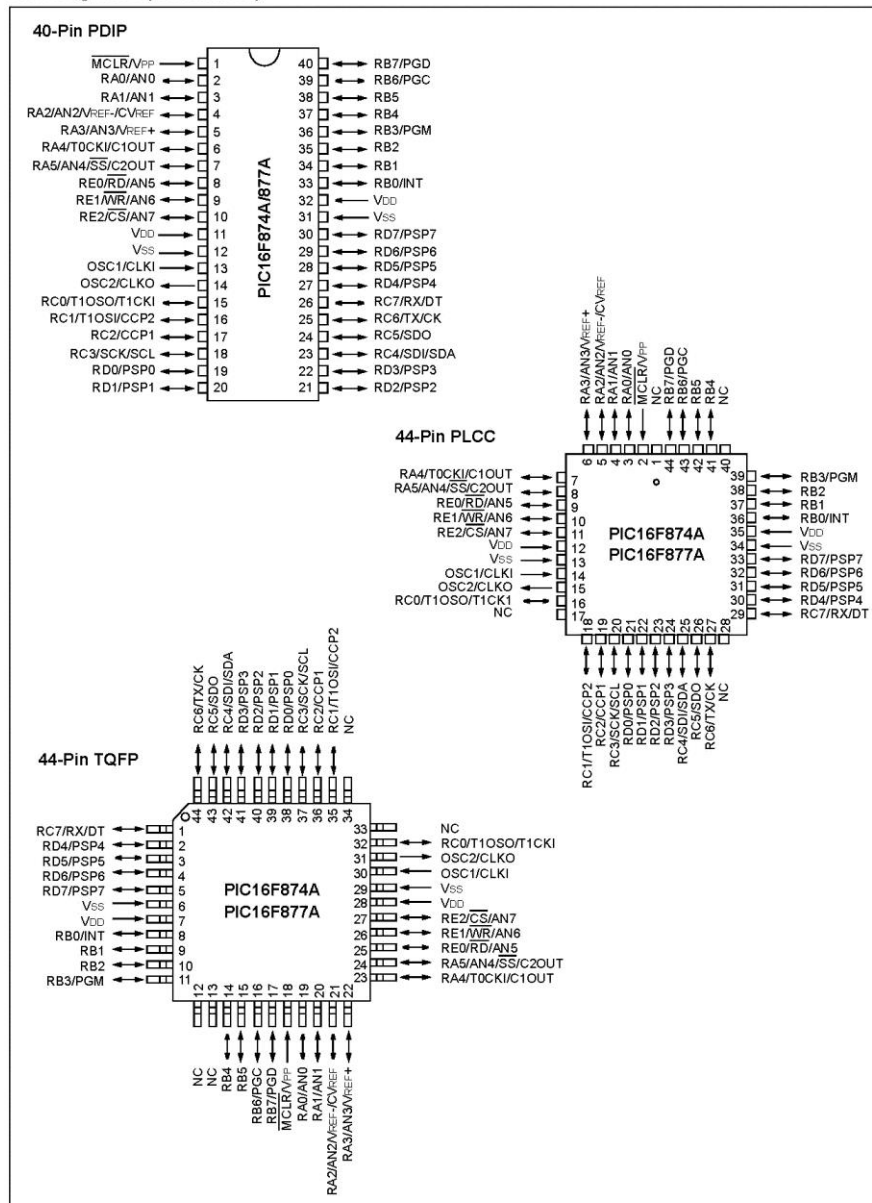 40-Pin PDIP
MCLR/VPP 1
RA0/AN0 2
RA1/AN1 3
RA2/AN2/VREF-/CVREF 4
RA3/AN3/VREF+ 5
RA4/T0CKI/C1OUT 6
RA5/AN4/SS/C2OUT 7
RE0/RD/AN5 8
RE1/WR/AN6 9
RE2/CS/AN7 10
VDD 11
VSS 12
OSC1/CLKI 13
OSC2/CLKO 14
RC0/T1OSO/T1CKI 15
RC1/T1OSI/CCP2 16
RC2/CCP1 17
RC3/SCK/SCL 18
RD0/PSP0 19
RD1/PSP1 20
PIC16F874A/877A
40 RB7/PGD
39 RB6/PGC
38 RB5
37 RB4
36 RB3/PGM
35 RB2
34 RB1
33 RB0/INT
32 VDD
31 VSS
30 RD7/PSP7
29 RD6/PSP6
28 RD5/PSP5
27 RD4/PSP4
26 RC7/RX/DT
25 RC6/TX/CK
24 RC5/SDO
23 RC4/SDI/SDA
22 RD3/PSP3
21 RD2/PSP2
44-Pin PLCC
RA3/AN3/VREF+ 6
RA2/AN2/VREF-/CVREF 5
RA1/AN1 4
RA0/AN0 3
MCLR/VPP 2
NC 1
RB7/PGD 44
RB6/PGC 43
RB5 42
RB4 41
NC 40
RA4/T0CKI/C1OUT 7
RA5/AN4/SS/C2OUT 8
RE0/RD/AN5 9
RE1/WR/AN6 10
RE2/CS/AN7 11
VDD 12
VSS 13
OSC1/CLKI 14
OSC2/CLKO 15
RC0/T1OSO/T1CK1 16
NC 17
PIC16F874A
PIC16F877A
39 RB3/PGM
38 RB2
37 RB1
36 RB0/INT
35 VDD
34 VSS
33 RD7/PSP7
32 RD6/PSP6
31 RD5/PSP5
30 RD4/PSP4
29 RC7/RX/DT
18 RC1/T1OSI/CCP2
19 RC2/CCP1
20 RC3/SCK/SCL
21 RD0/PSP0
22 RD1/PSP1
23 RD2/PSP2
24 RD3/PSP3
25 RC4/SDI/SDA
26 RC5/SDO
27 RC6/TX/CK
28 NC
44-Pin TQFP
RC6/TX/CK 44
RC5/SDO 43
RC4/SDI/SDA 42
RD3/PSP3 41
RD2/PSP2 40
RD1/PSP1 39
RD0/PSP0 38
RC3/SCK/SCL 37
RC2/CCP1 36
RC1/T1OSI/CCP2 35
NC 34
RC7/RX/DT 1
RD4/PSP4 2
RD5/PSP5 3
RD6/PSP6 4
RD7/PSP7 5
VSS 6
VDD 7
RB0/INT 8
RB1 9
RB2 10
RB3/PGM 11
PIC16F874A
PIC16F877A
33 NC
32 RC0/T1OSO/T1CKI
31 OSC2/CLKO
30 OSC1/CLKI
29 VSS
28 VDD
27 RE2/CS/AN7
26 RE1/WR/AN6
25 RE0/RD/AN5
24 RA5/AN4/SS/C2OUT
23 RA4/T0CKI/C1OUT
12 NC
13 NC
14 RB4
15 RB5
16 RB6/PGC
17 RB7/PGD
18 MCLR/VPP
19 RA0/AN0
20 RA1/AN1
21 RA2/AN2/VREF-/CVREF
22 RA3/AN3/VREF+